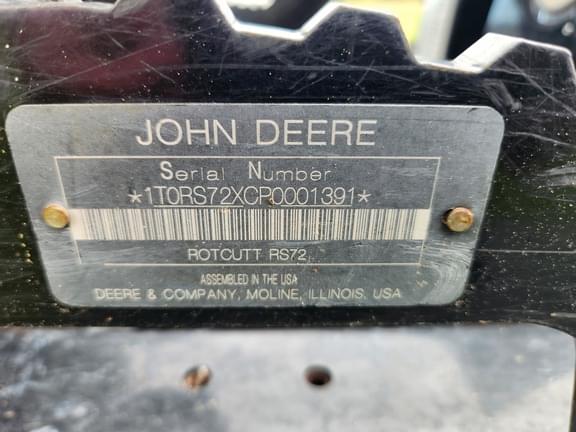 JOHN DEERE
Serial Number
*1T0RS72XCP0001391*
ROTCUTT RS72
ASSEMBLED IN THE USA
DEERE & COMPANY, MOLINE, ILLINOIS, USA